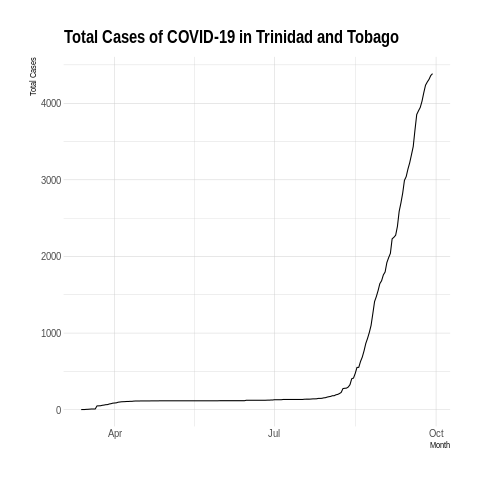 Total Cases of COVID-19 in Trinidad and Tobago
Total Cases
4000
3000
2000
1000
0
Apr
Jul
Oct
Month